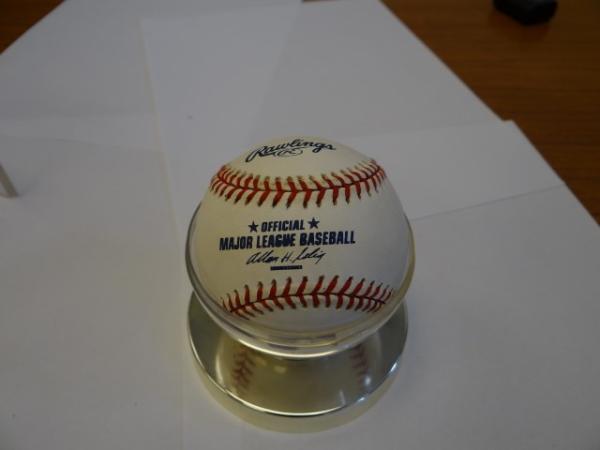 Rawlings
R
★ OFFICIAL ★
MAJOR LEAGUE BASEBALL
Allan H. Selig